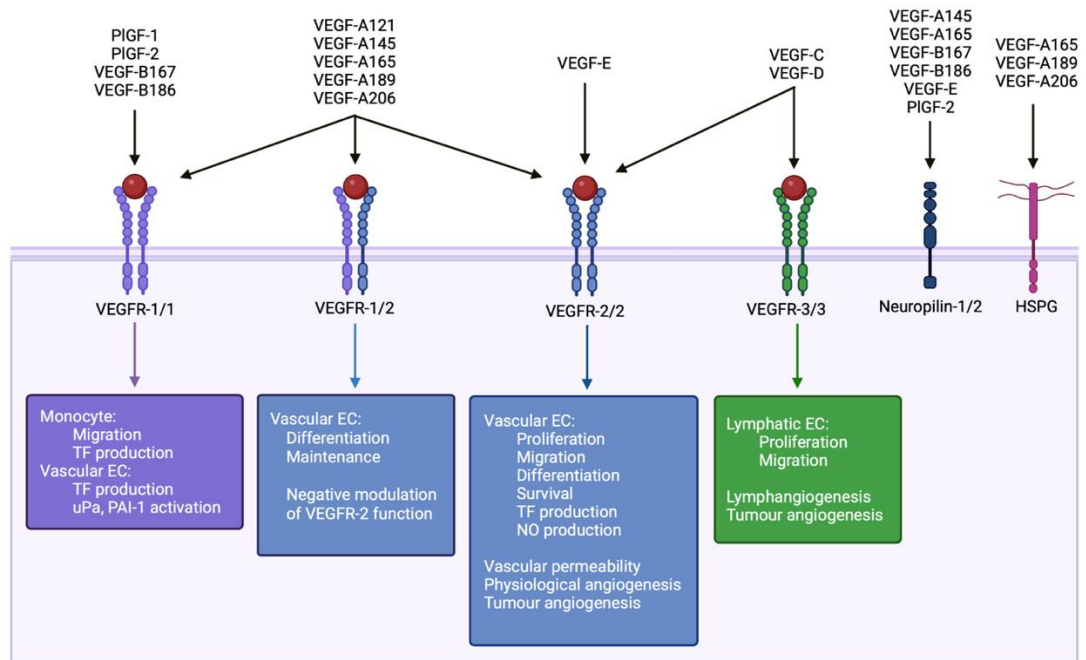 PlGF-1
PlGF-2
VEGF-B167
VEGF-B186
VEGF-A121
VEGF-A145
VEGF-A165
VEGF-A189
VEGF-A206
VEGF-E
VEGF-C
VEGF-D
VEGF-A145
VEGF-A165
VEGF-B167
VEGF-B186
VEGF-E
PlGF-2
VEGF-A165
VEGF-A189
VEGF-A206
VEGFR-1/1
VEGFR-1/2
VEGFR-2/2
VEGFR-3/3
Neuropilin-1/2
HSPG
Monocyte:
Migration
TF production
Vascular EC:
TF production
uPa, PAI-1 activation
Vascular EC:
Differentiation
Maintenance
Negative modulation
of VEGFR-2 function
Vascular EC:
Proliferation
Migration
Differentiation
Survival
TF production
NO production
Vascular permeability
Physiological angiogenesis
Tumour angiogenesis
Lymphatic EC:
Proliferation
Migration
Lymphangiogenesis
Tumour angiogenesis